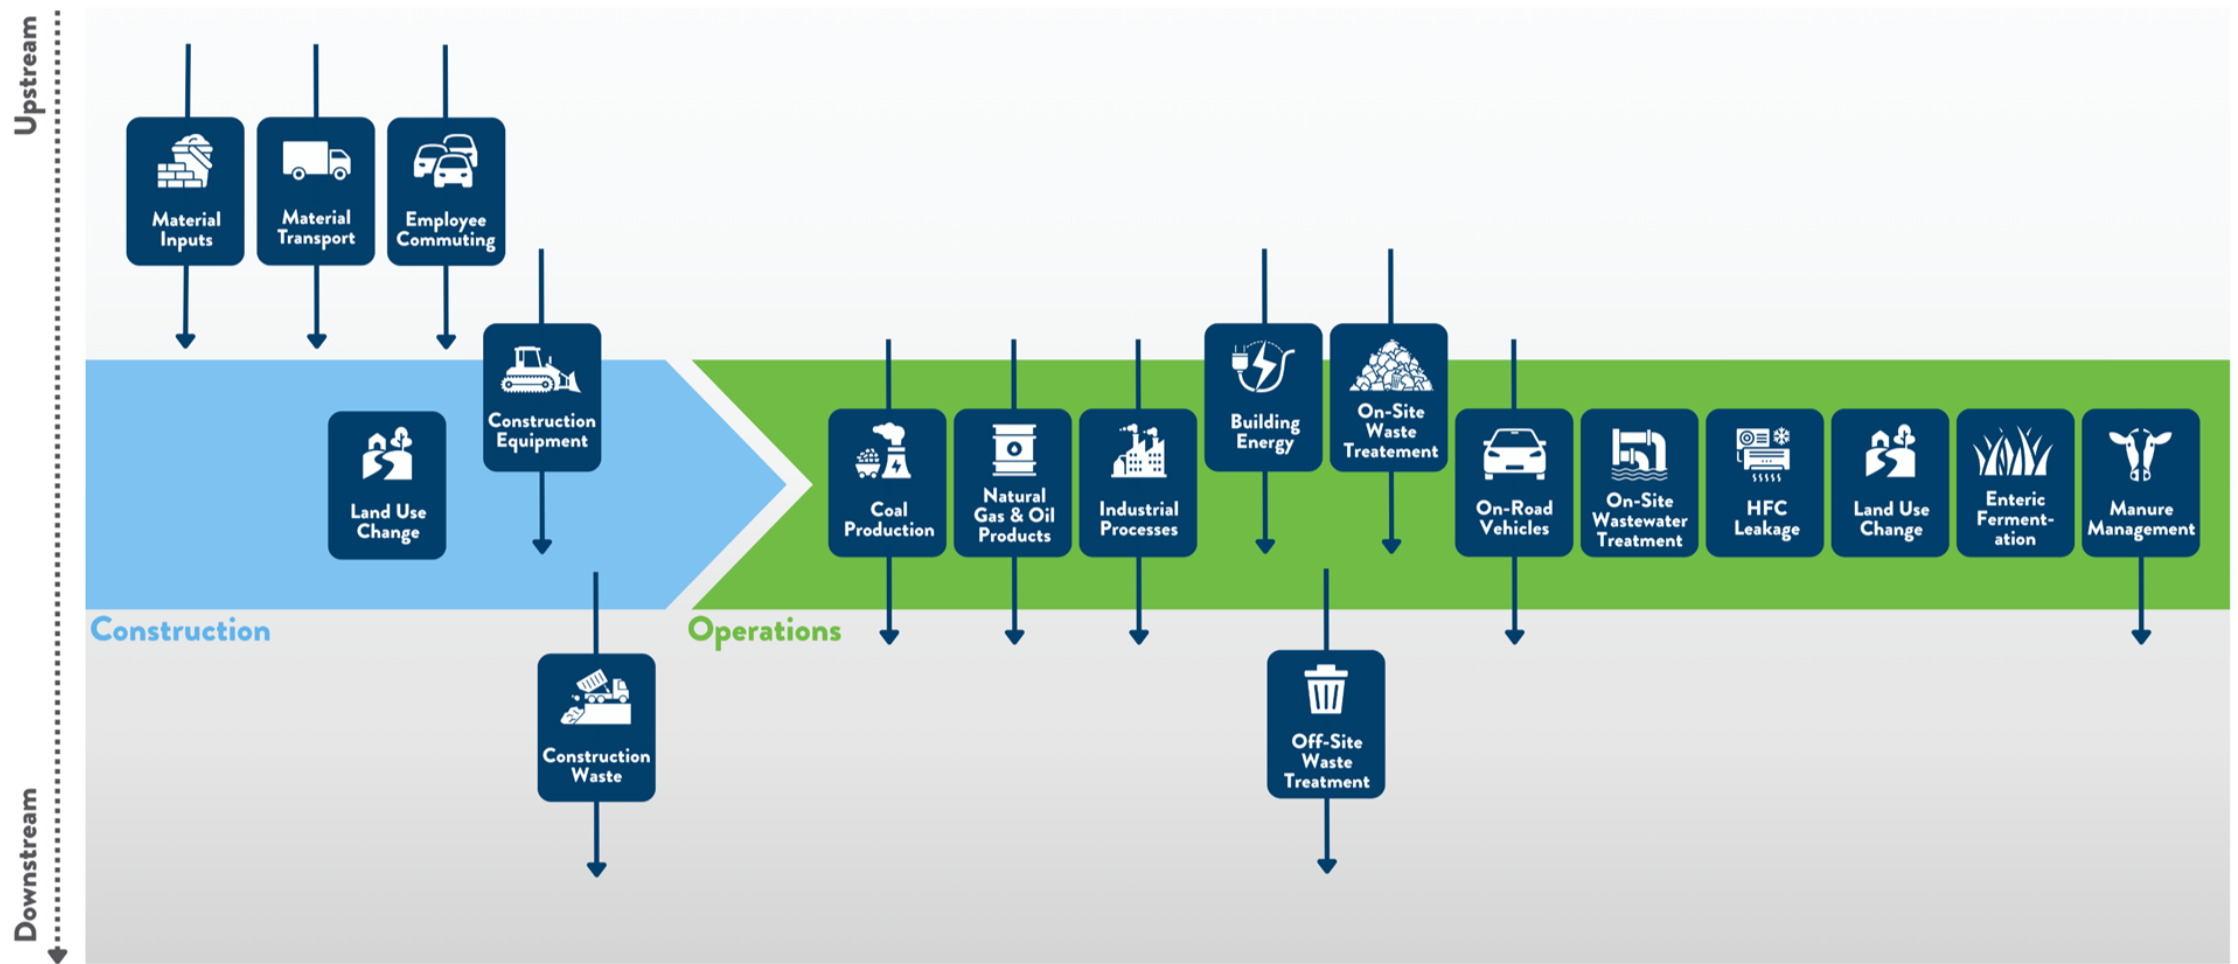 Upstream
Material
Inputs
Material
Transport
Employee
Commuting
Construction
Equipment
Land Use
Change
Construction
Construction
Waste
Coal
Production
Natural
Gas & Oil
Products
Industrial
Processes
Building
Energy
On-Site
Waste
Treatement
On-Road
Vehicles
On-Site
Wastewater
Treatment
HFC
Leakage
Land Use
Change
Enteric
Ferment-
ation
Manure
Management
Operations
Off-Site
Waste
Treatment
Downstream